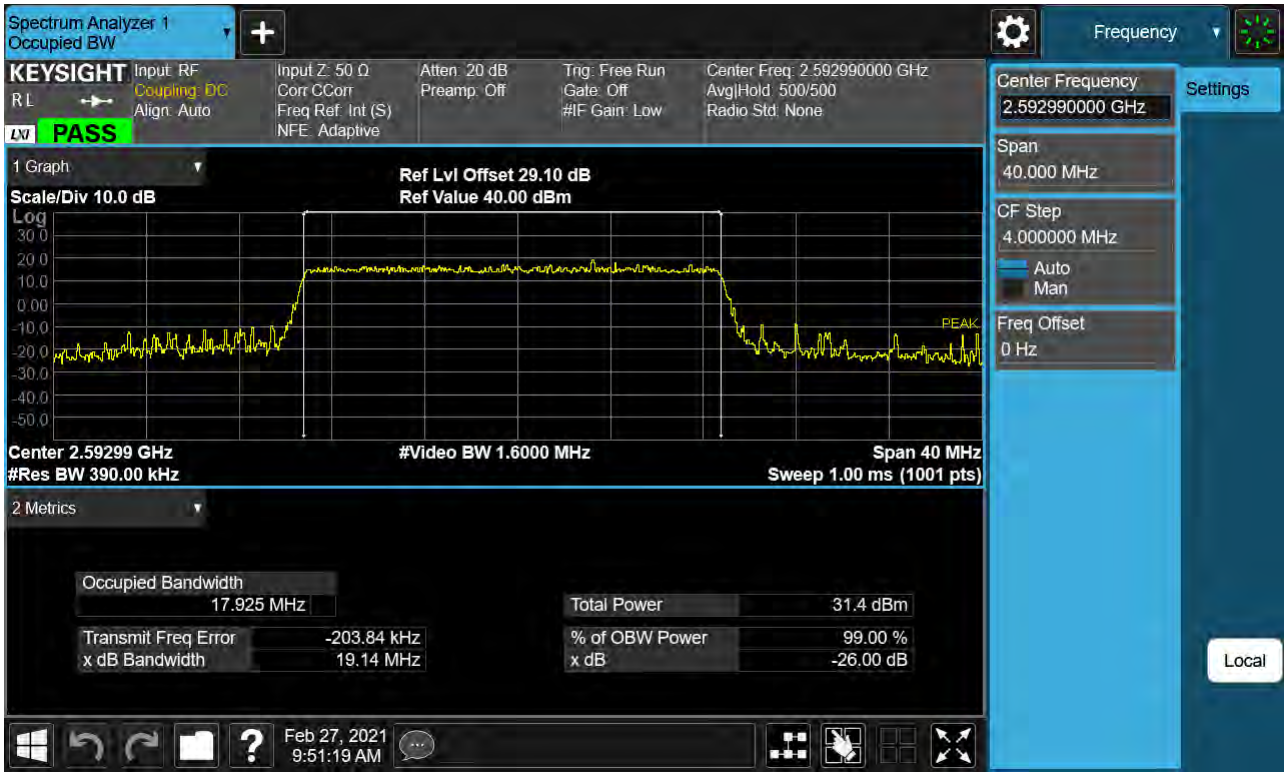 Spectrum Analyzer 1
Occupied BW
Frequency
KEYSIGHT
RL
LXI
PASS
Input: RF
Coupling: DC
Align: Auto
Input Z: 50 Ω
Corr CCorr
Freq Ref: Int (S)
NFE: Adaptive
Atten: 20 dB
Preamp: Off
Trig: Free Run
Gate: Off
#IF Gain: Low
Center Freq: 2.592990000 GHz
Avg|Hold: 500/500
Radio Std: None
Center Frequency
2.592990000 GHz
Settings
Span
40.000 MHz
CF Step
4.000000 MHz
Auto
Man
Freq Offset
0 Hz
1 Graph
Scale/Div 10.0 dB
Ref Lvl Offset 29.10 dB
Ref Value 40.00 dBm
Log
30.0
20.0
10.0
0.00
-10.0
-20.0
-30.0
-40.0
-50.0
PEAK
Center 2.59299 GHz
#Video BW 1.6000 MHz
Span 40 MHz
#Res BW 390.00 kHz
Sweep 1.00 ms (1001 pts)
2 Metrics
Occupied Bandwidth
17.925 MHz
Total Power 31.4 dBm
Transmit Freq Error -203.84 kHz
% of OBW Power 99.00 %
x dB Bandwidth 19.14 MHz
x dB -26.00 dB
Local
Feb 27, 2021
9:51:19 AM